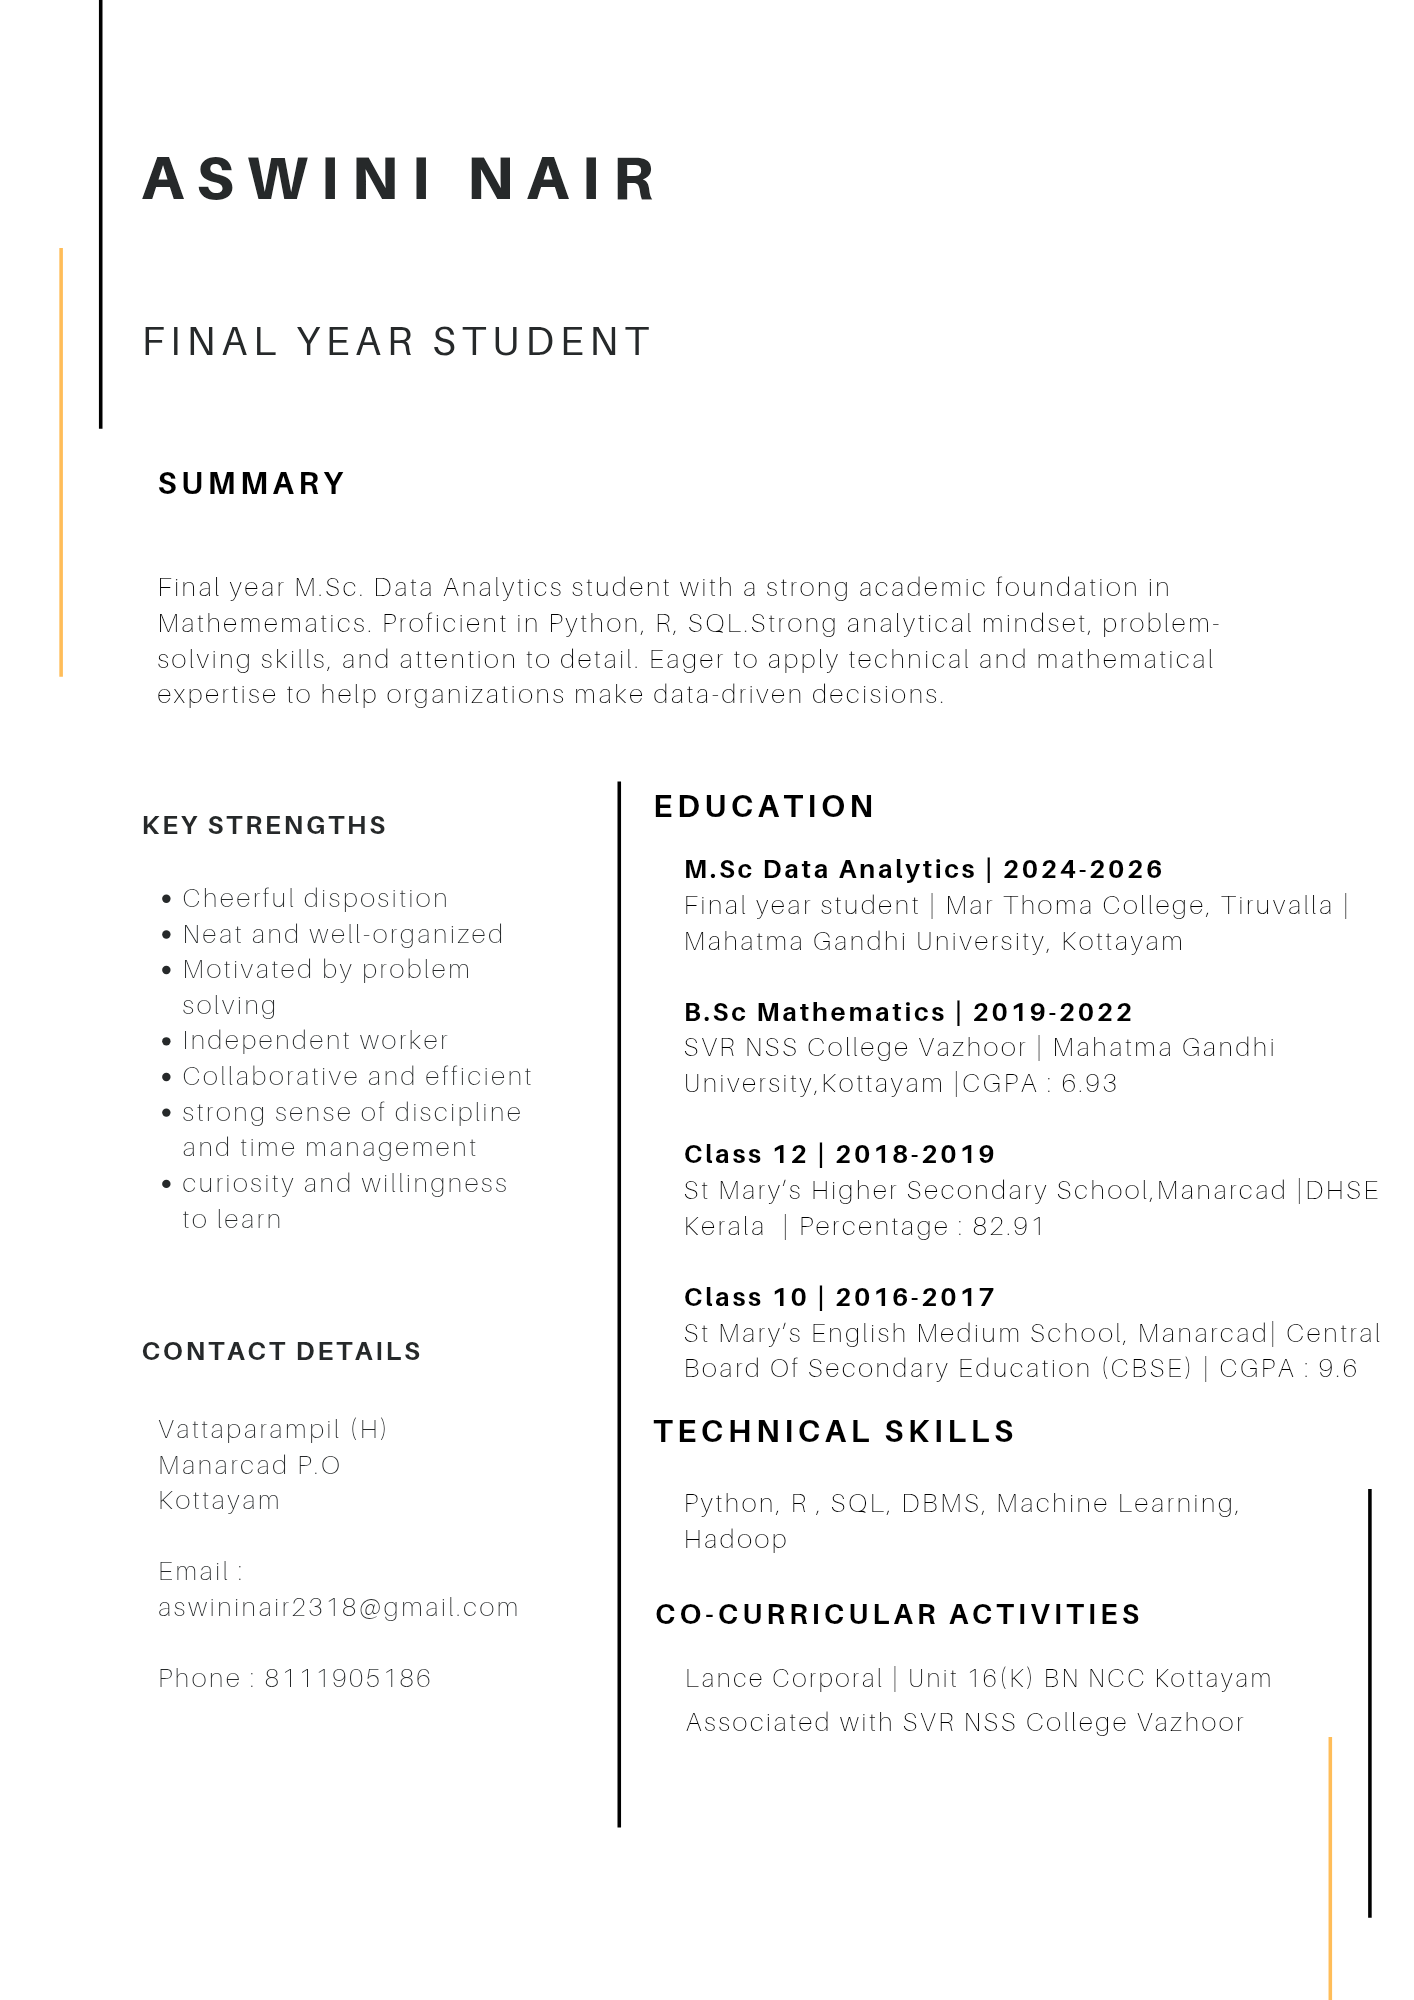 ASWINI NAIR
FINAL YEAR STUDENT
SUMMARY
Final year M.Sc. Data Analytics student with a strong academic foundation in
Mathemematics. Proficient in Python, R, SQL.Strong analytical mindset, problem-
solving skills, and attention to detail. Eager to apply technical and mathematical
expertise to help organizations make data-driven decisions.
KEY STRENGTHS
• Cheerful disposition
• Neat and well-organized
• Motivated by problem
solving
• Independent worker
• Collaborative and efficient
• strong sense of discipline
and time management
• curiosity and willingness
to learn
CONTACT DETAILS
Vattaparampil (H)
Manarcad P.O
Kottayam
Email :
aswininair2318@gmail.com
Phone : 8111905186
EDUCATION
M.Sc Data Analytics | 2024-2026
Final year student | Mar Thoma College, Tiruvalla |
Mahatma Gandhi University, Kottayam
B.Sc Mathematics | 2019-2022
SVR NSS College Vazhoor | Mahatma Gandhi
University,Kottayam |CGPA : 6.93
Class 12 | 2018-2019
St Mary’s Higher Secondary School,Manarcad |DHSE
Kerala | Percentage : 82.91
Class 10 | 2016-2017
St Mary’s English Medium School, Manarcad| Central
Board Of Secondary Education (CBSE) | CGPA : 9.6
TECHNICAL SKILLS
Python, R , SQL, DBMS, Machine Learning,
Hadoop
CO-CURRICULAR ACTIVITIES
Lance Corporal | Unit 16(K) BN NCC Kottayam
Associated with SVR NSS College Vazhoor